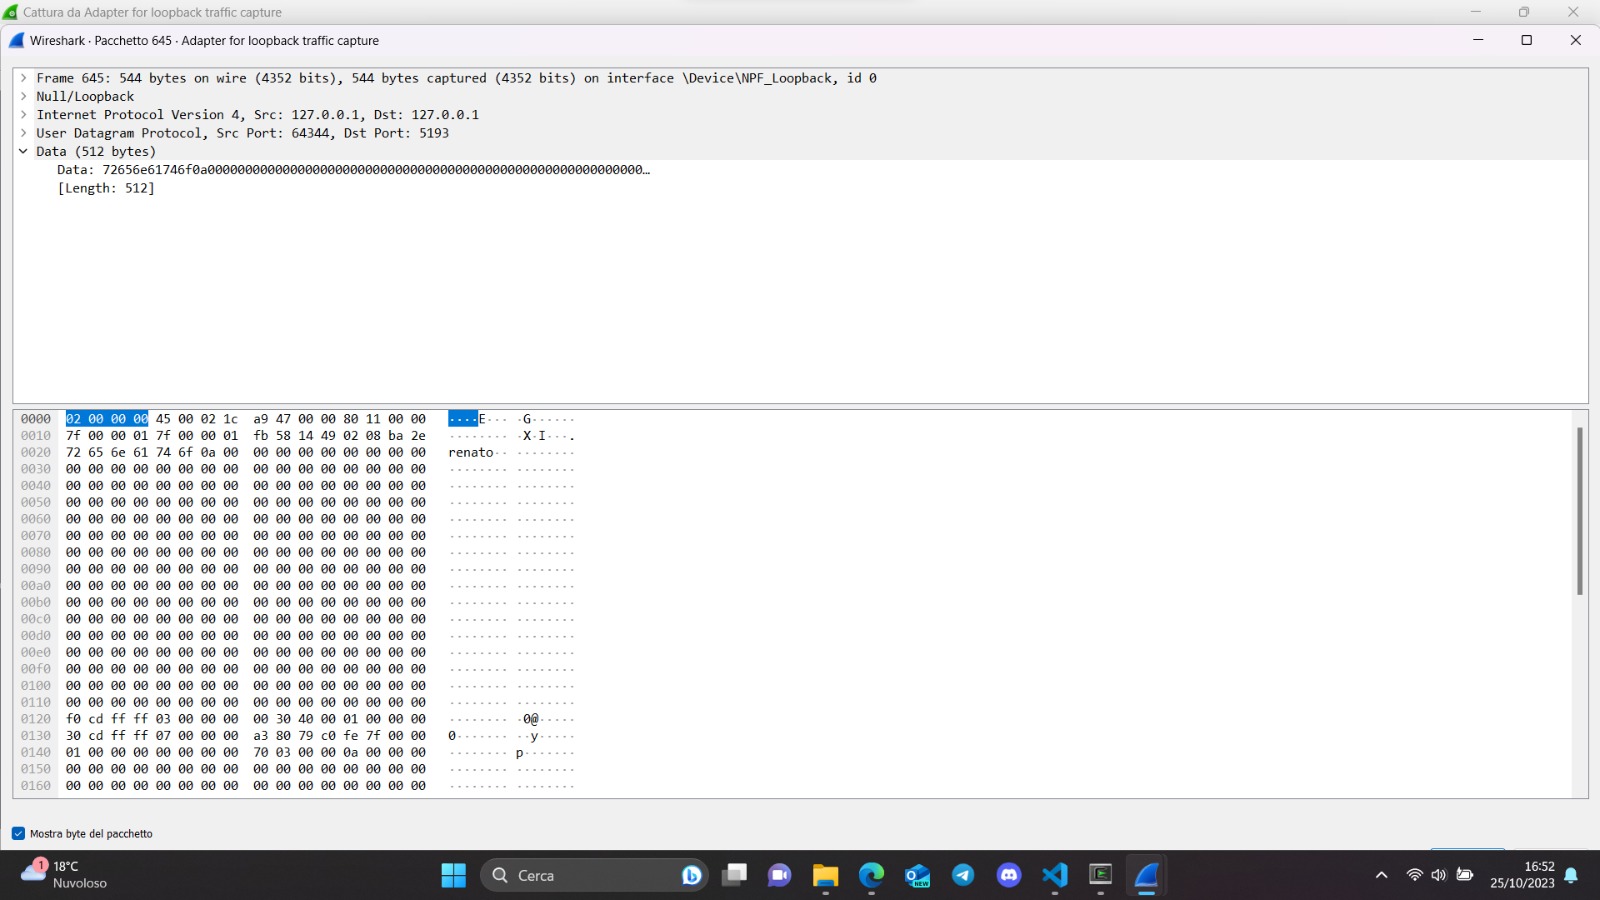 Cattura da Adapter for loopback traffic capture
Wireshark · Pacchetto 645 · Adapter for loopback traffic capture
Frame 645: 544 bytes on wire (4352 bits), 544 bytes captured (4352 bits) on interface \Device\NPF_Loopback, id 0
Null/Loopback
Internet Protocol Version 4, Src: 127.0.0.1, Dst: 127.0.0.1
User Datagram Protocol, Src Port: 64344, Dst Port: 5193
Data (512 bytes)
Data: 72656e61746f0a0000000000000000000000000000000000000000000000000000000000…
[Length: 512]
0000 02 00 00 00 45 00 02 1c a9 47 00 00 80 11 00 00 ····E··· ·G······
0010 7f 00 00 01 7f 00 00 01 fb 58 14 49 02 08 ba 2e ········ ·X·I···.
0020 72 65 6e 61 74 6f 0a 00 00 00 00 00 00 00 00 00 renato·· ········
0030 00 00 00 00 00 00 00 00 00 00 00 00 00 00 00 00 ········ ········
0040 00 00 00 00 00 00 00 00 00 00 00 00 00 00 00 00 ········ ········
0050 00 00 00 00 00 00 00 00 00 00 00 00 00 00 00 00 ········ ········
0060 00 00 00 00 00 00 00 00 00 00 00 00 00 00 00 00 ········ ········
0070 00 00 00 00 00 00 00 00 00 00 00 00 00 00 00 00 ········ ········
0080 00 00 00 00 00 00 00 00 00 00 00 00 00 00 00 00 ········ ········
0090 00 00 00 00 00 00 00 00 00 00 00 00 00 00 00 00 ········ ········
00a0 00 00 00 00 00 00 00 00 00 00 00 00 00 00 00 00 ········ ········
00b0 00 00 00 00 00 00 00 00 00 00 00 00 00 00 00 00 ········ ········
00c0 00 00 00 00 00 00 00 00 00 00 00 00 00 00 00 00 ········ ········
00d0 00 00 00 00 00 00 00 00 00 00 00 00 00 00 00 00 ········ ········
00e0 00 00 00 00 00 00 00 00 00 00 00 00 00 00 00 00 ········ ········
00f0 00 00 00 00 00 00 00 00 00 00 00 00 00 00 00 00 ········ ········
0100 00 00 00 00 00 00 00 00 00 00 00 00 00 00 00 00 ········ ········
0110 00 00 00 00 00 00 00 00 00 00 00 00 00 00 00 00 ········ ········
0120 f0 cd ff ff 03 00 00 00 00 30 40 00 01 00 00 00 ········ ·0@·····
0130 30 cd ff ff 07 00 00 00 a3 80 79 c0 fe 7f 00 00 0······· ··y·····
0140 01 00 00 00 00 00 00 00 70 03 00 00 0a 00 00 00 ········ p·······
0150 00 00 00 00 00 00 00 00 00 00 00 00 00 00 00 00 ········ ········
0160 00 00 00 00 00 00 00 00 00 00 00 00 00 00 00 00 ········ ········
Mostra byte del pacchetto
1
18°C
Nuvoloso
Cerca
NEW
16:52
25/10/2023